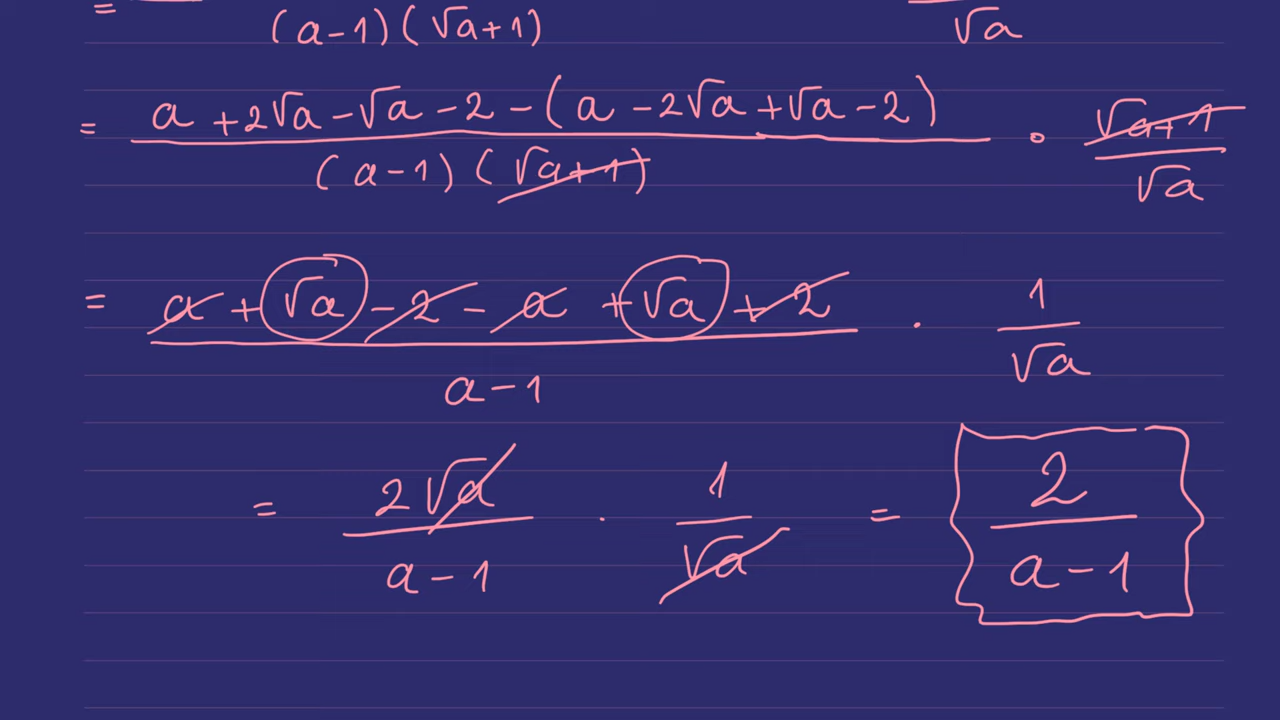 = (a-1)(√a+1) √a
= a+2√a-√a-2-(a-2√a+√a-2) / (a-1)(√a+1) · √a+1 / √a
= a+√a-2-a+√a+2 / a-1 · 1 / √a
= 2√a / a-1 · 1 / √a = 2 / a-1